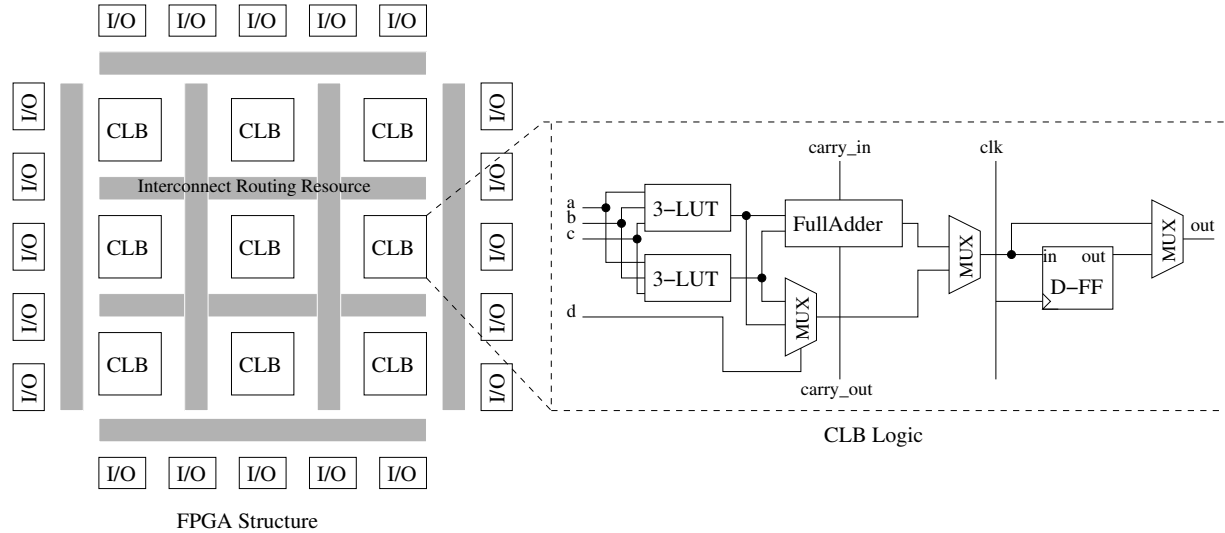 I/O I/O I/O I/O I/O
I/O
I/O
I/O
I/O
I/O
CLB CLB CLB
Interconnect Routing Resource
CLB CLB CLB
CLB CLB CLB
I/O
I/O
I/O
I/O
I/O
I/O I/O I/O I/O I/O
FPGA Structure
carry_in
clk
a
b
c
d
3-LUT
3-LUT
FullAdder
MUX
MUX
in out
D-FF
MUX
out
carry_out
CLB Logic